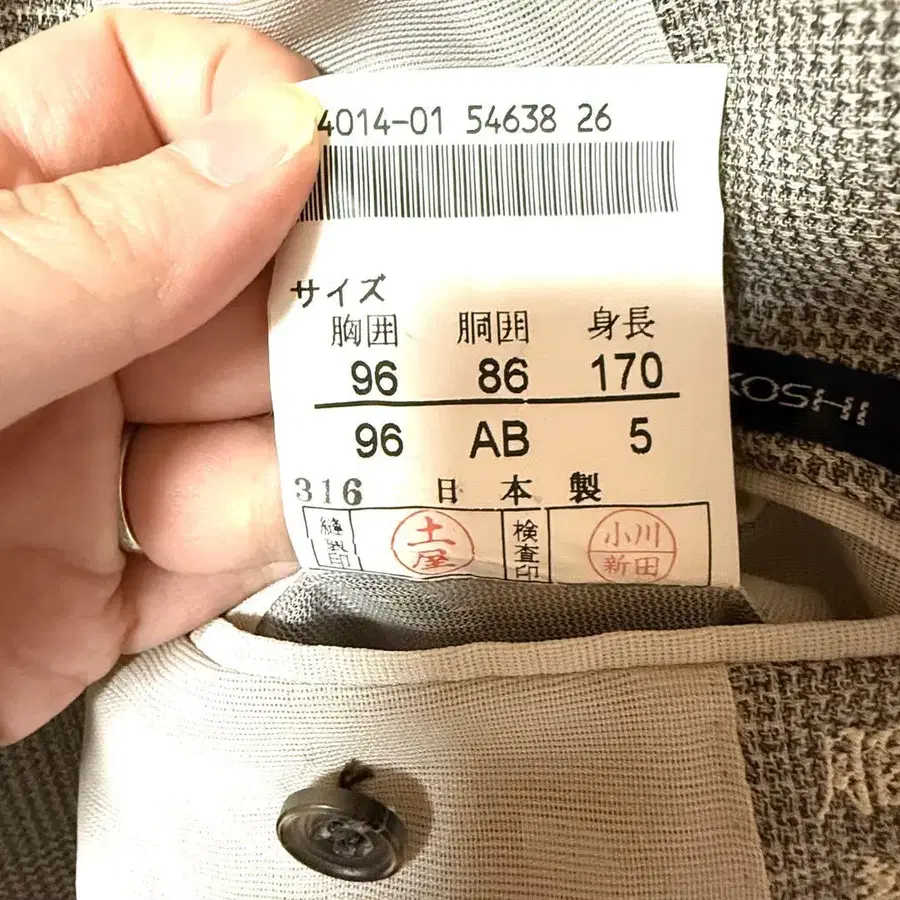 4014-01 54638 26
サイズ
胸囲 胴囲 身長
96 86 170
96 AB 5
316 日本製
縫製印 土屋 検査印 小川 新田
KOSHI